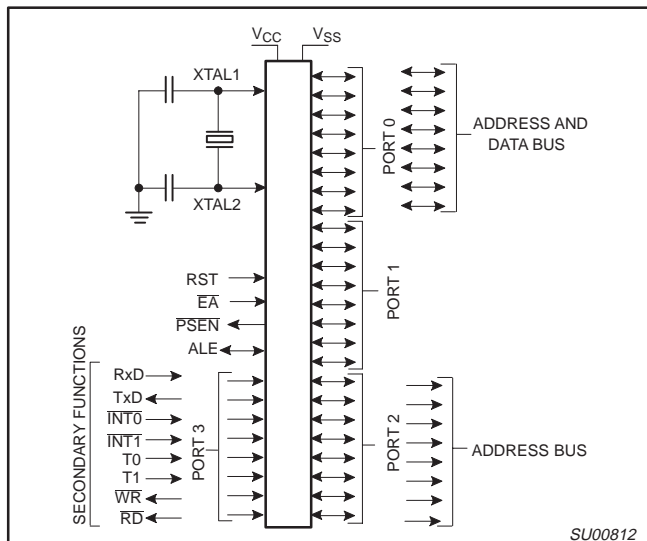 VCC VSS
XTAL1
XTAL2
ADDRESS AND
DATA BUS
PORT 0
PORT 1
RST
EA
PSEN
ALE
SECONDARY FUNCTIONS
RxD
TxD
INT0
INT1
T0
T1
WR
RD
PORT 3
PORT 2
ADDRESS BUS
SU00812